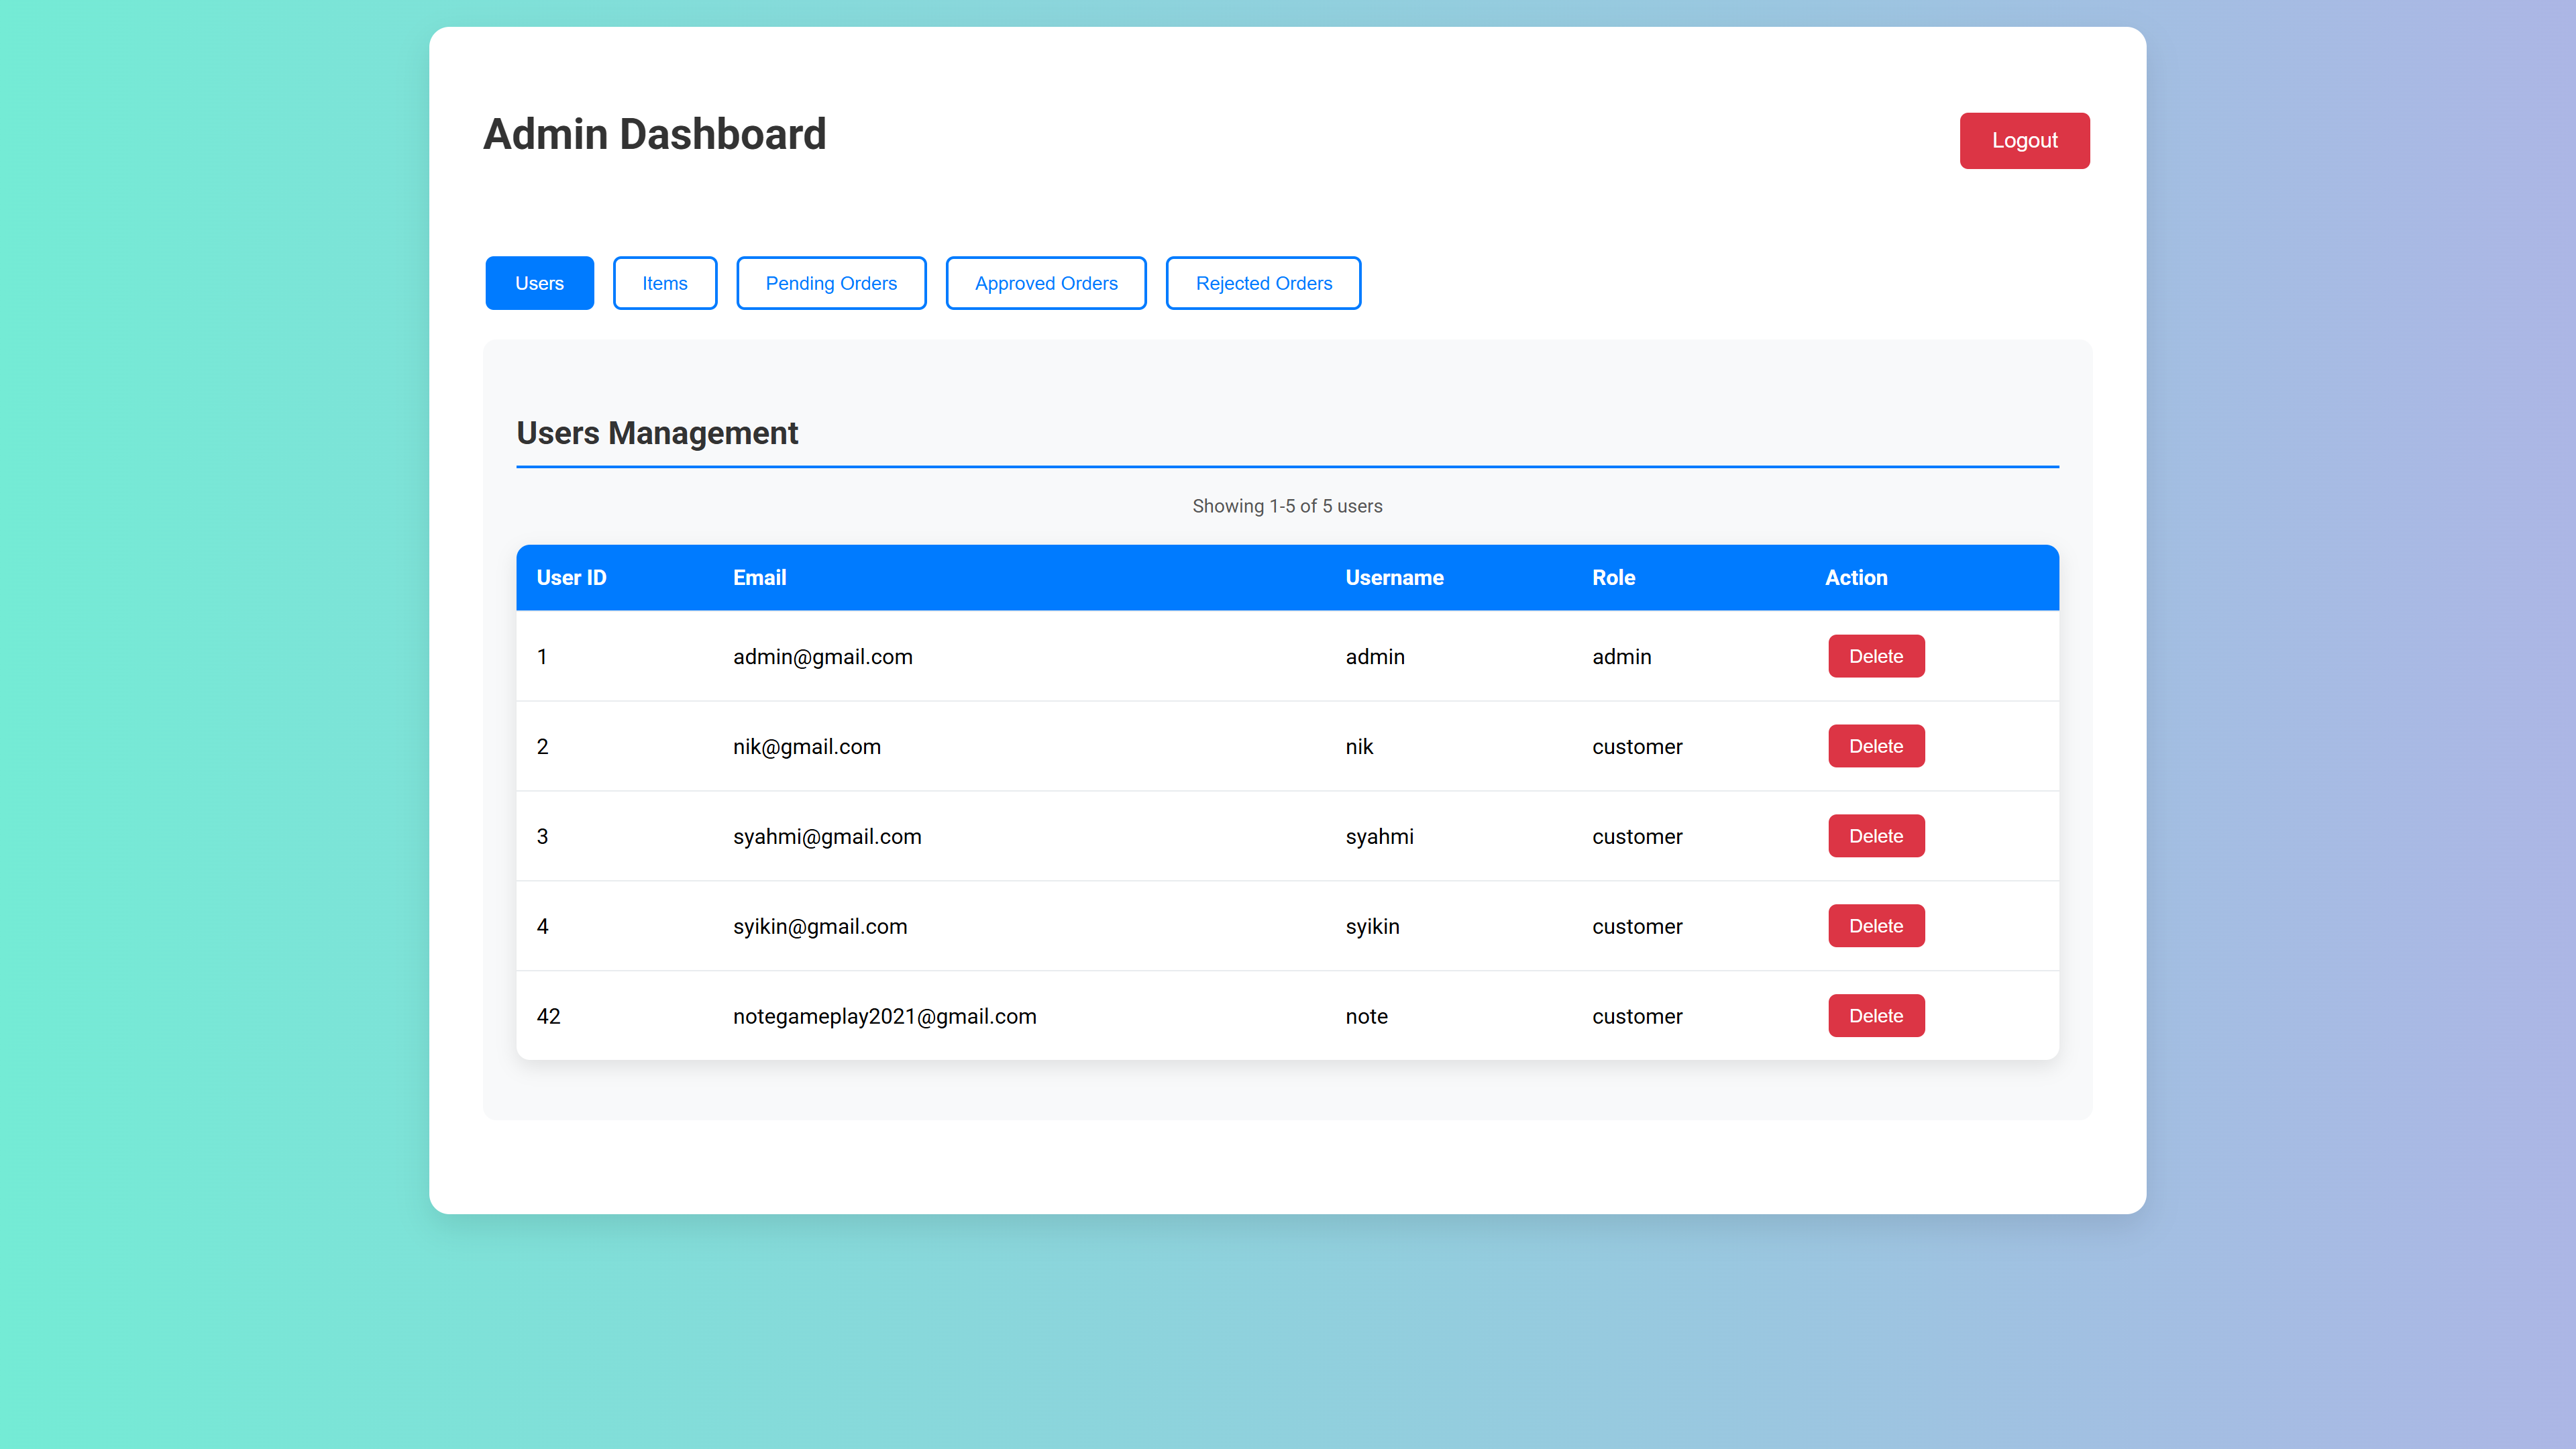 Admin Dashboard
Logout
Users Items Pending Orders Approved Orders Rejected Orders
Users Management
Showing 1-5 of 5 users
User ID Email Username Role Action
1 admin@gmail.com admin admin Delete
2 nik@gmail.com nik customer Delete
3 syahmi@gmail.com syahmi customer Delete
4 syikin@gmail.com syikin customer Delete
42 notegameplay2021@gmail.com note customer Delete